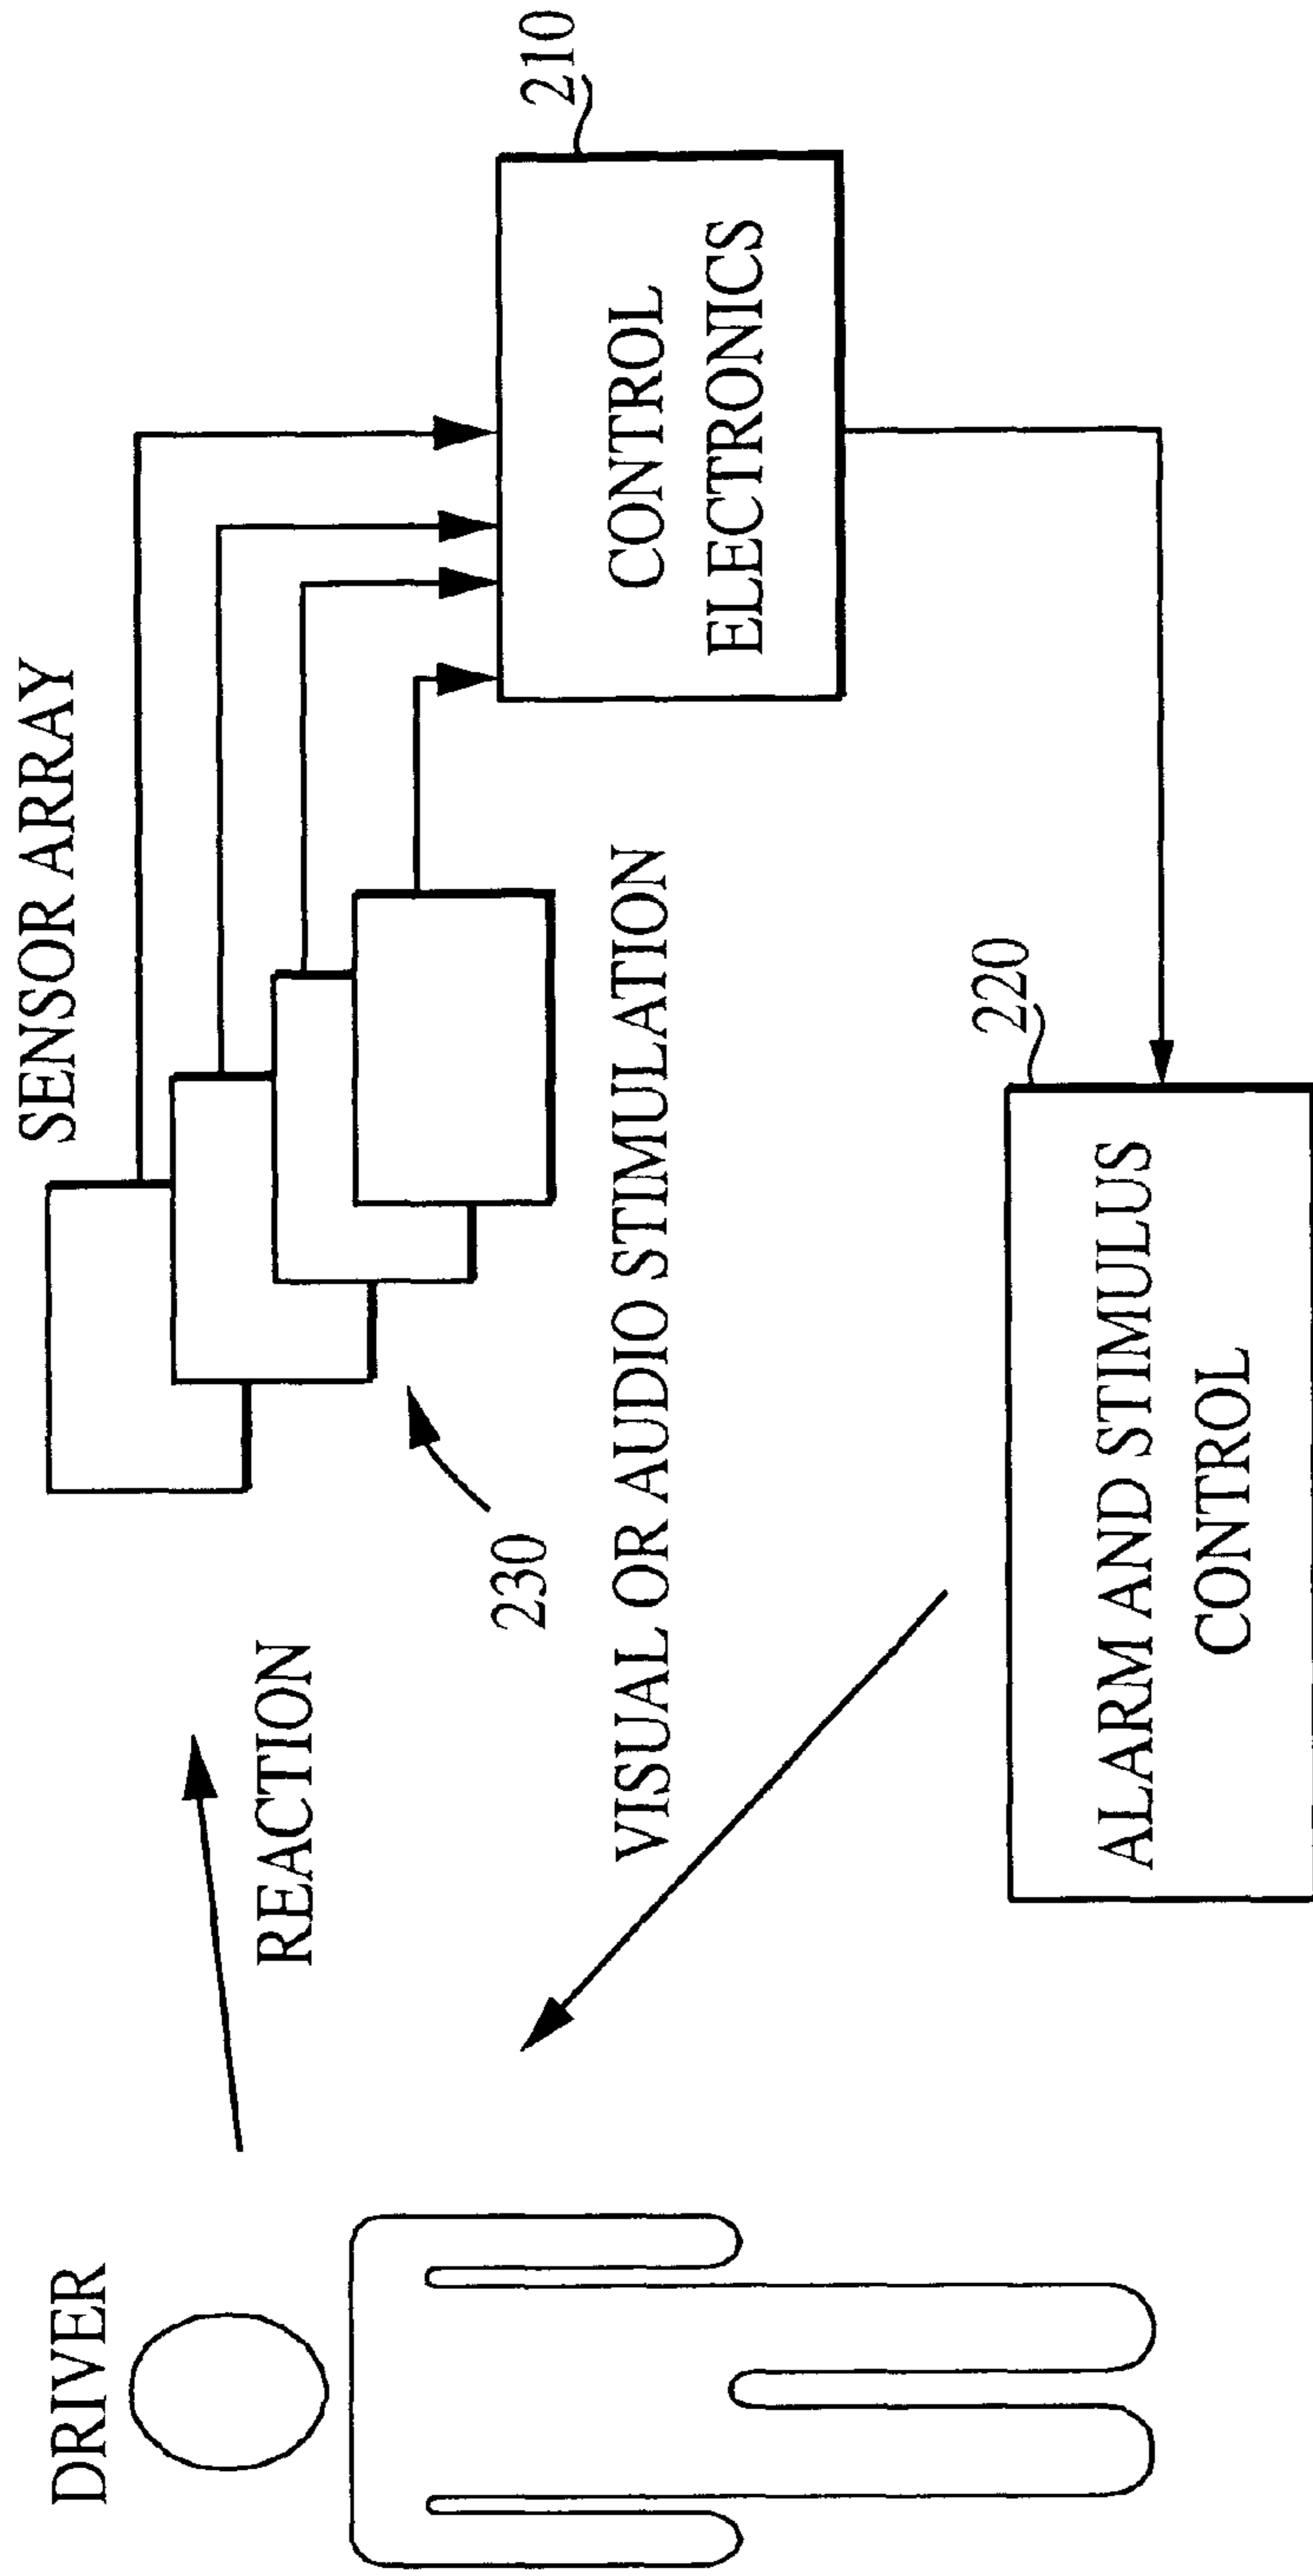 DRIVER
REACTION
SENSOR ARRAY
230
VISUAL OR AUDIO STIMULATION
210
CONTROL
ELECTRONICS
220
ALARM AND STIMULUS
CONTROL